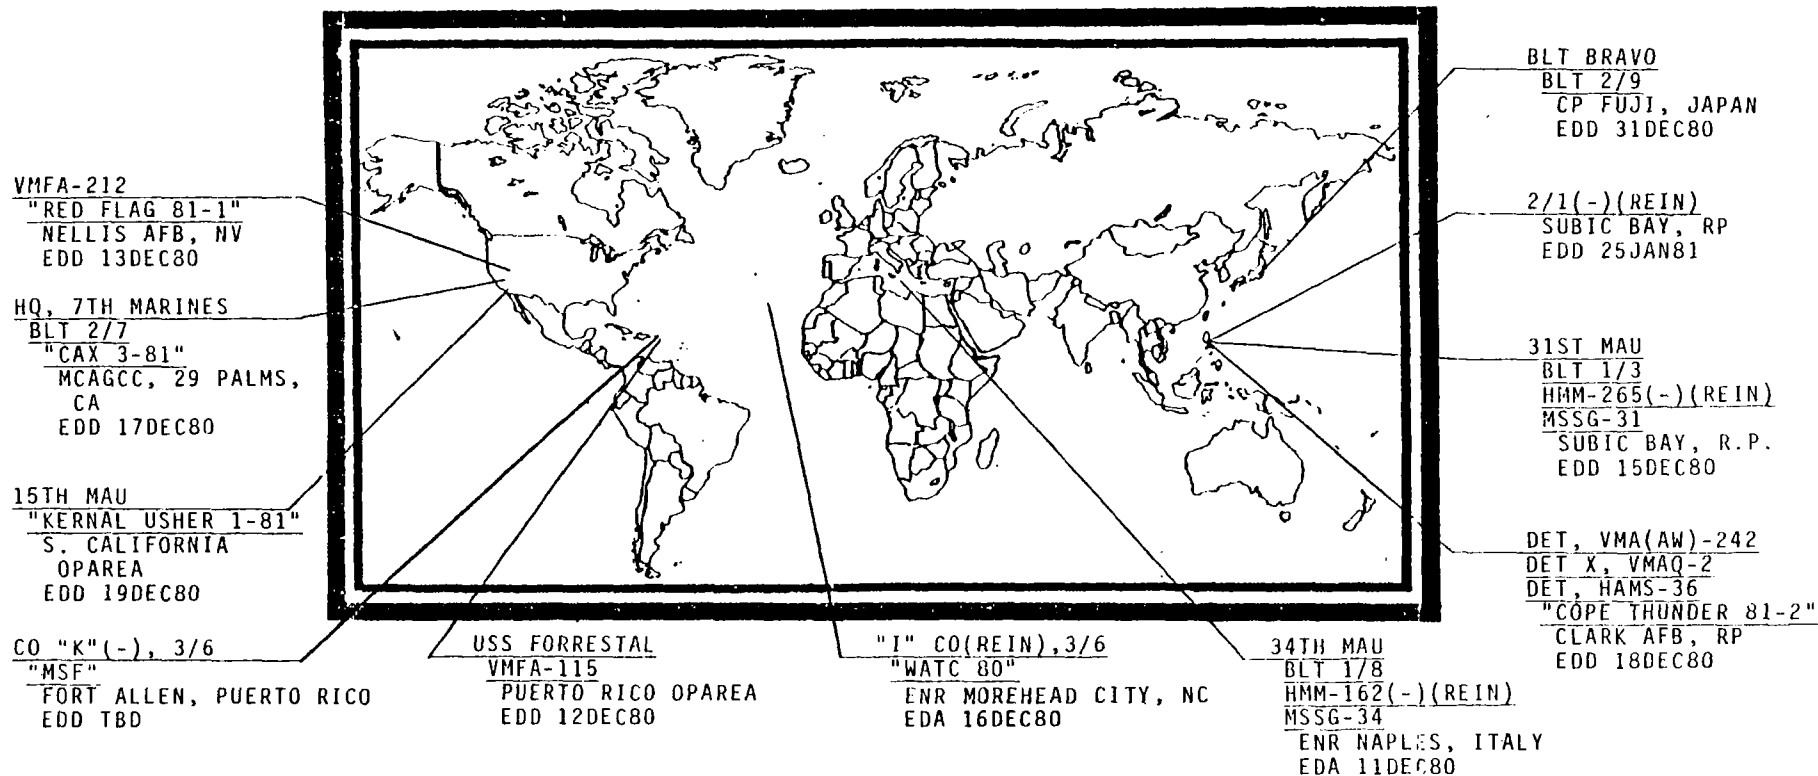 VMFA-212
"RED FLAG 81-1"
NELLIS AFB, NV
EDD 13DEC80
HQ, 7TH MARINES
BLT 2/7
"CAX 3-81"
MCAGCC, 29 PALMS,
CA
EDD 17DEC80
15TH MAU
"KERNAL USHER 1-81"
S. CALIFORNIA
OPAREA
EDD 19DEC80
CO "K"(-), 3/6
"MSF"
FORT ALLEN, PUERTO RICO
EDD TBD
USS FORRESTAL
VMFA-115
PUERTO RICO OPAREA
EDD 12DEC80
"I" CO(REIN),3/6
"WATC 80"
ENR MOREHEAD CITY, NC
EDA 16DEC80
34TH MAU
BLT 1/8
HMM-162(-)(REIN)
MSSG-34
ENR NAPLES, ITALY
EDA 11DEC80
BLT BRAVO
BLT 2/9
CP FUJI, JAPAN
EDD 31DEC80
2/1(-)(REIN)
SUBIC BAY, RP
EDD 25JAN81
31ST MAU
BLT 1/3
HMM-265(-)(REIN)
MSSG-31
SUBIC BAY, R.P.
EDD 15DEC80
DET, VMA(AW)-242
DET X, VMAQ-2
DET, HAMS-36
"COPE THUNDER 81-2"
CLARK AFB, RP
EDD 18DEC80